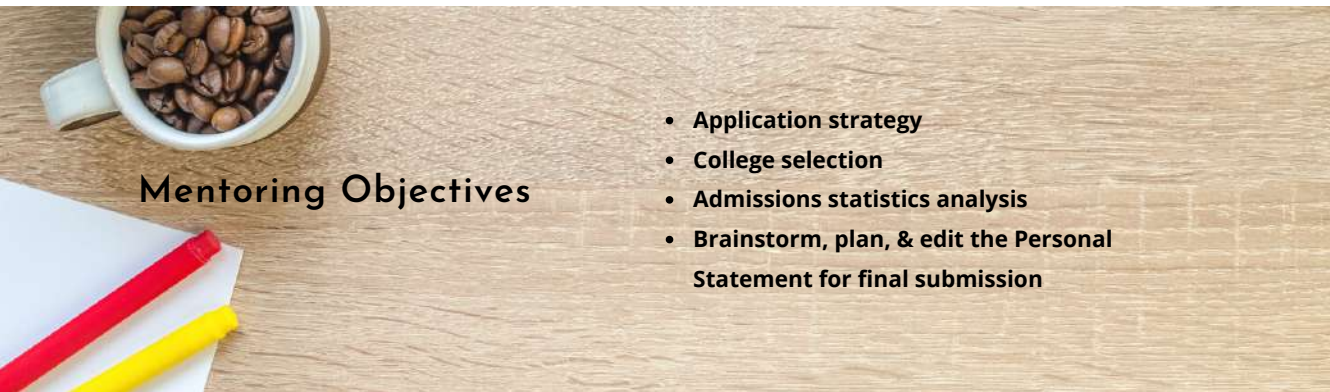 Mentoring Objectives
• Application strategy
• College selection
• Admissions statistics analysis
• Brainstorm, plan, & edit the Personal
Statement for final submission